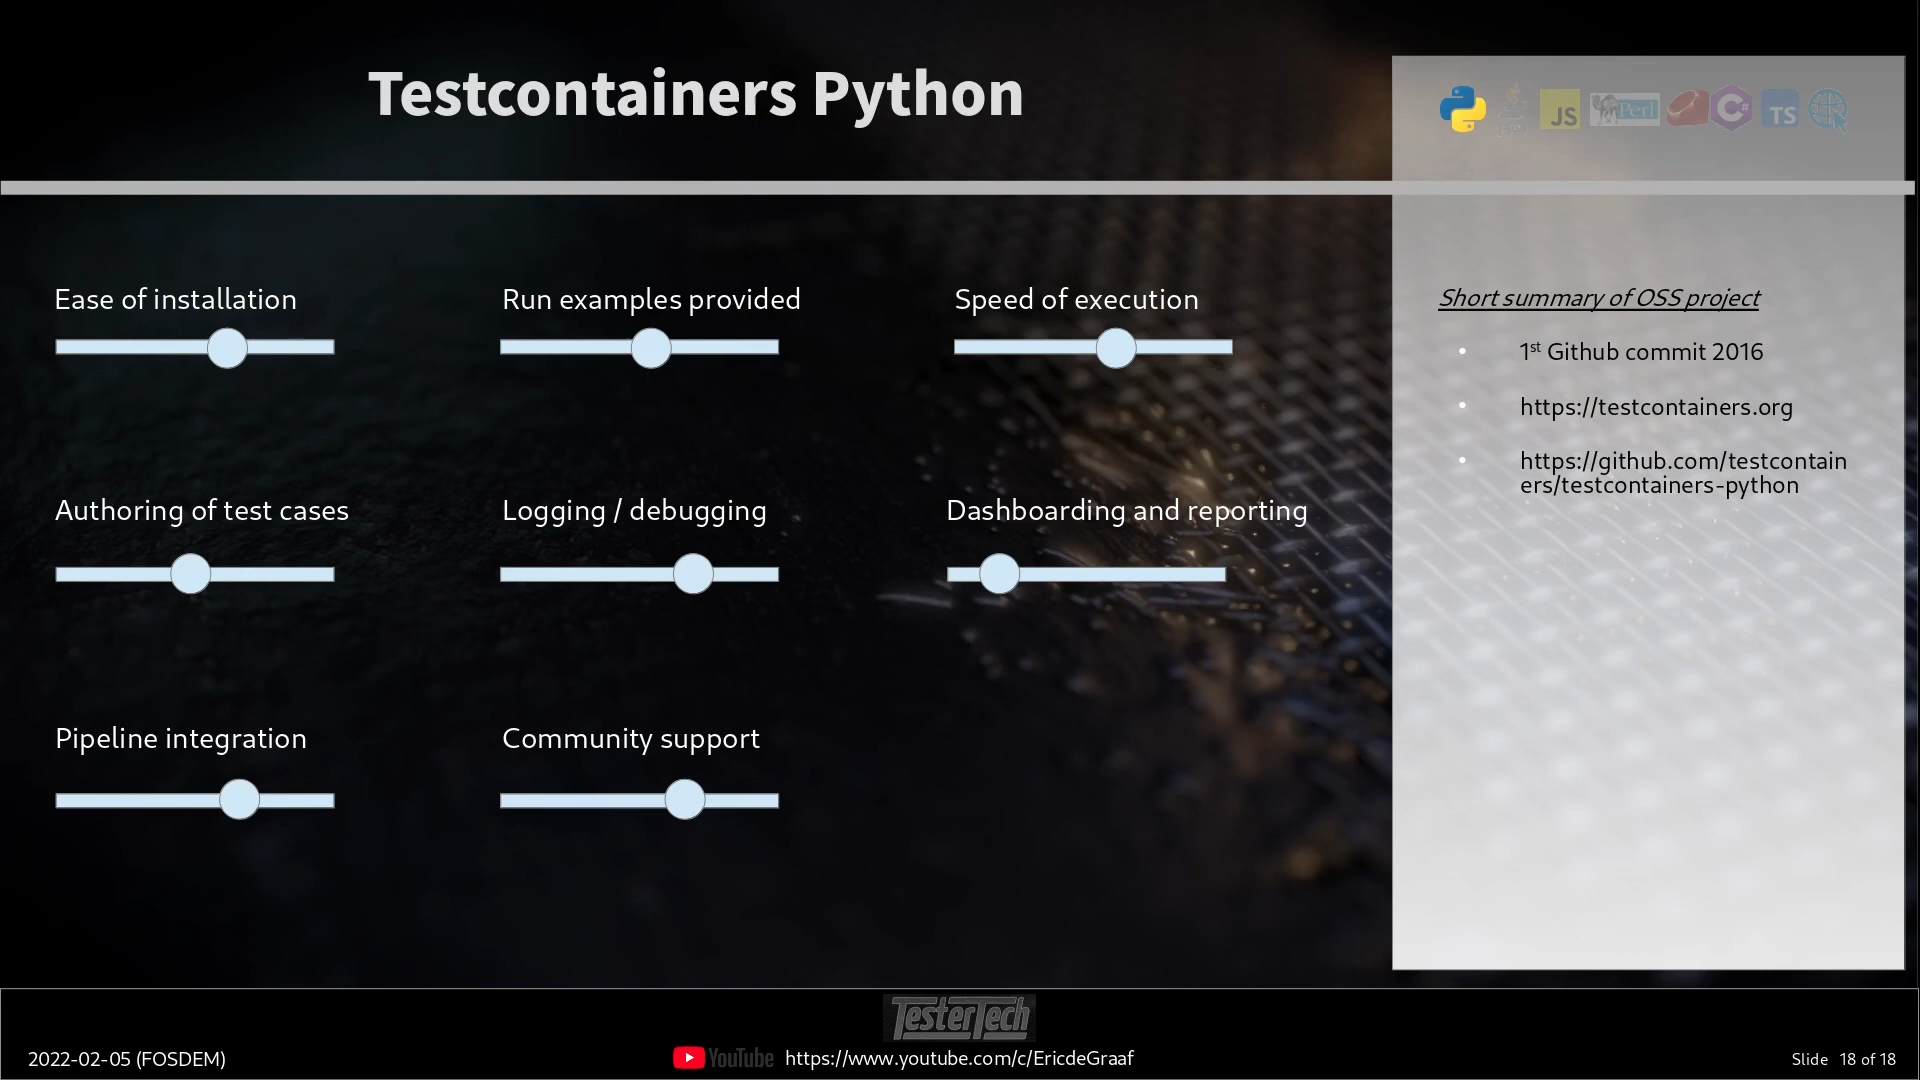 Testcontainers Python
JS
Perl
C#
TS
Ease of installation
Run examples provided
Speed of execution
Authoring of test cases
Logging / debugging
Dashboarding and reporting
Pipeline integration
Community support
Short summary of OSS project
1st Github commit 2016
https://testcontainers.org
https://github.com/testcontain
ers/testcontainers-python
TesterTech
2022-02-05 (FOSDEM)
YouTube
https://www.youtube.com/c/EricdeGraaf
Slide 18 of 18